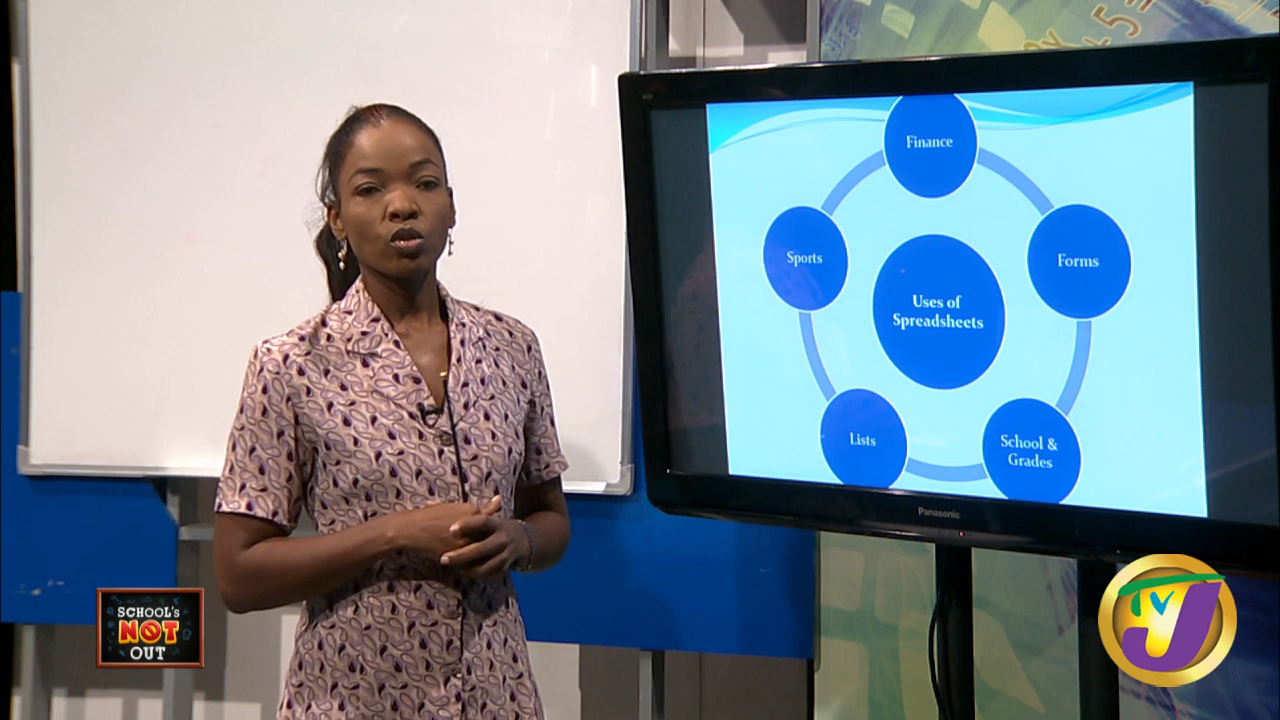 Finance
Sports
Forms
Uses of
Spreadsheets
Lists
School &
Grades
Panasonic
SCHOOL's
NOT
OUT
TVJ